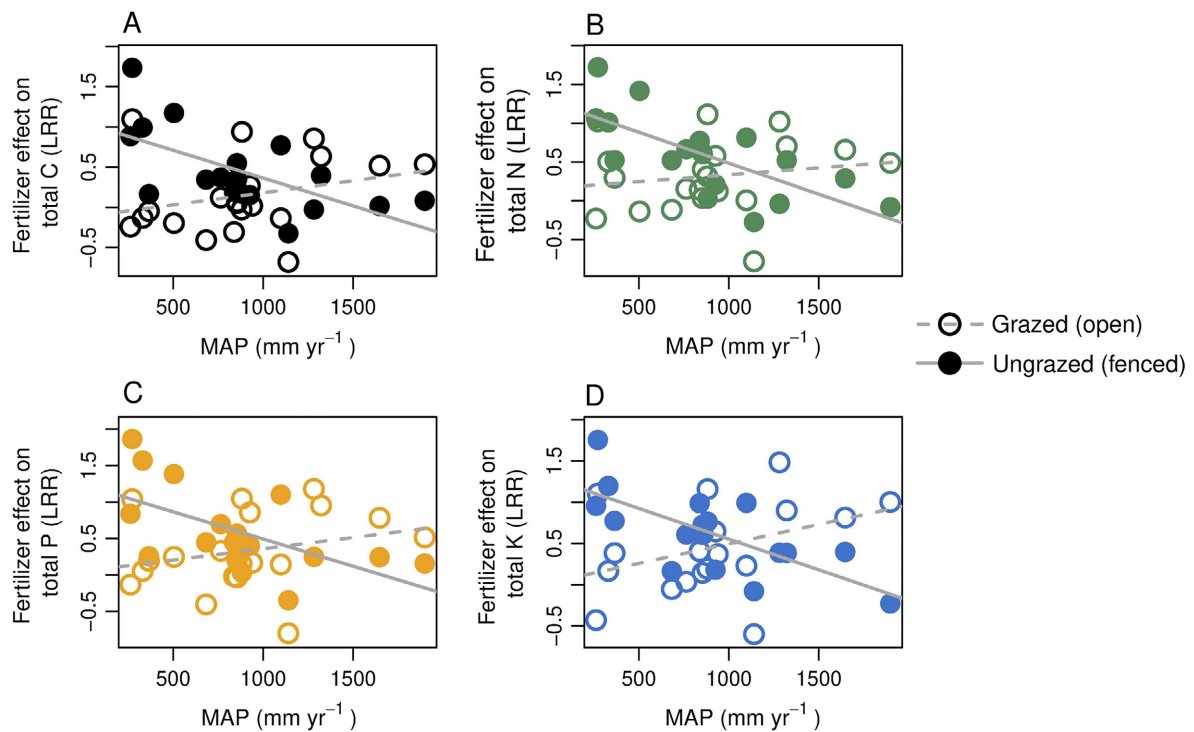 A
Fertilizer effect on
total C (LRR)
1.5
0.5
−0.5
500
1000
1500
MAP (mm yr−1 )
B
Fertilizer effect on
total N (LRR)
1.5
0.5
−0.5
500
1000
1500
MAP (mm yr−1 )
Grazed (open)
Ungrazed (fenced)
C
Fertilizer effect on
total P (LRR)
1.5
0.5
−0.5
500
1000
1500
MAP (mm yr−1 )
D
Fertilizer effect on
total K (LRR)
1.5
0.5
−0.5
500
1000
1500
MAP (mm yr−1 )